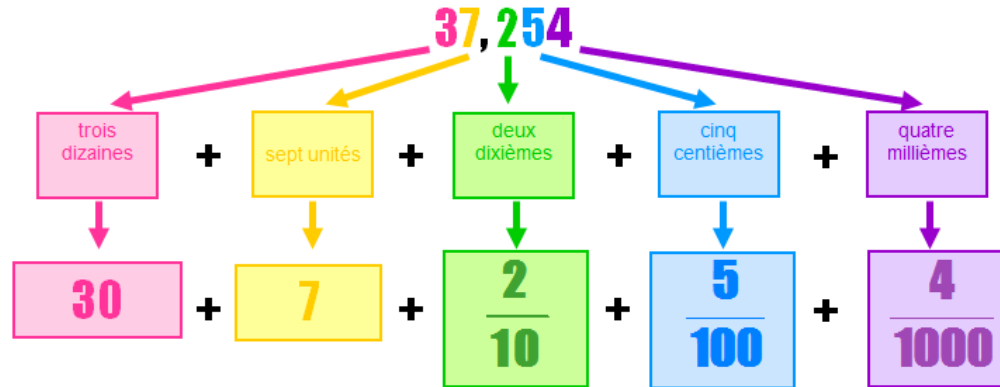 37,254
trois
dizaines
+
sept unités
+
deux
dixièmes
+
cinq
centièmes
+
quatre
millièmes
30
+
7
+
2
10
+
5
100
+
4
1000